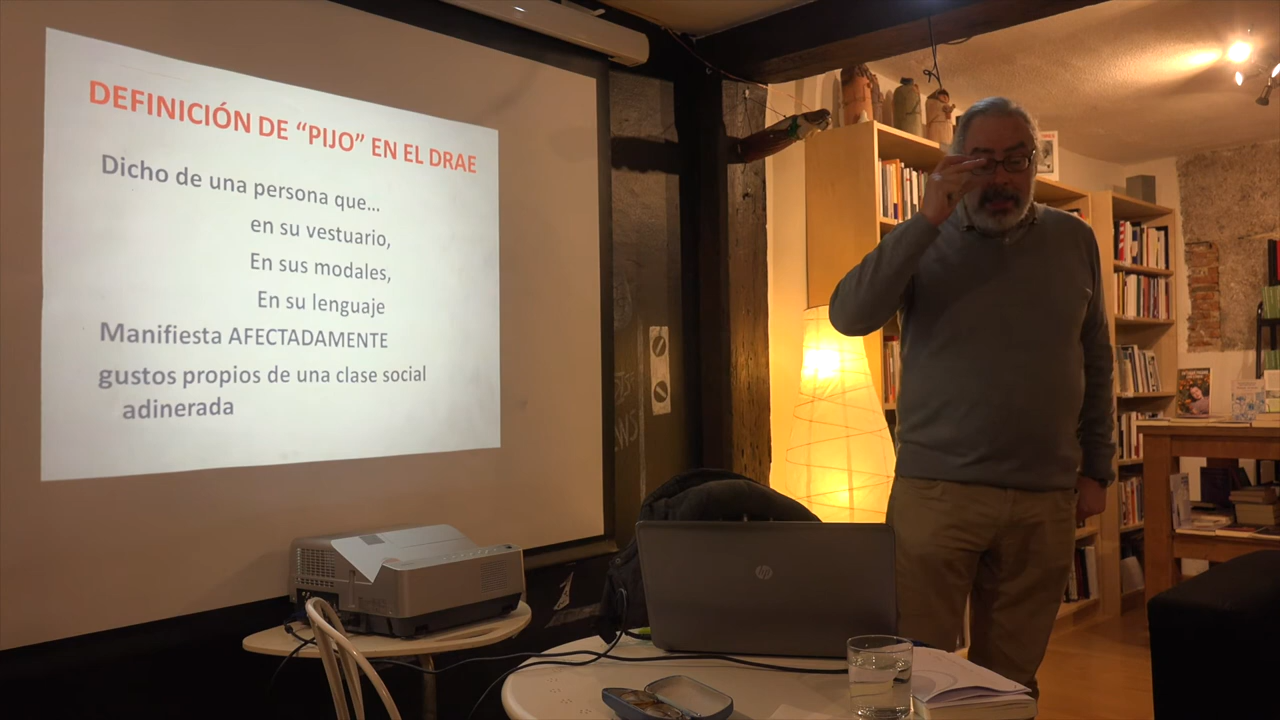 DEFINICIÓN DE “PIJO” EN EL DRAE
Dicho de una persona que…
en su vestuario,
En sus modales,
En su lenguaje
Manifiesta AFECTADAMENTE
gustos propios de una clase social
adinerada
hp